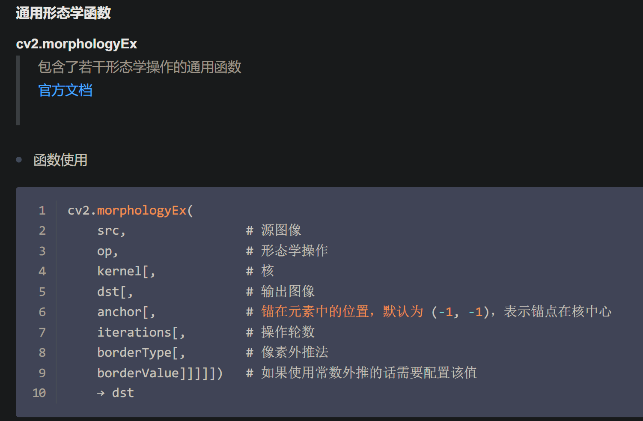 通用形态学函数
cv2.morphologyEx
包含了若干形态学操作的通用函数
官方文档
函数使用
1 cv2.morphologyEx(
2 src, # 源图像
3 op, # 形态学操作
4 kernel[, # 核
5 dst[, # 输出图像
6 anchor[, # 锚在元素中的位置，默认为 (-1, -1)，表示锚点在核中心
7 iterations[, # 操作轮数
8 borderType[, # 像素外推法
9 borderValue]]]]]) # 如果使用常数外推的话需要配置该值
10 → dst